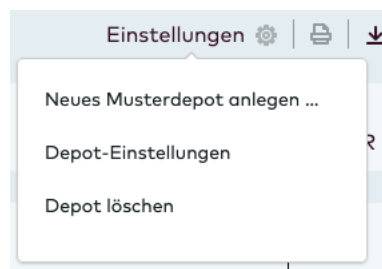 Einstellungen
Neues Musterdepot anlegen ...
R
Depot-Einstellungen
Depot löschen